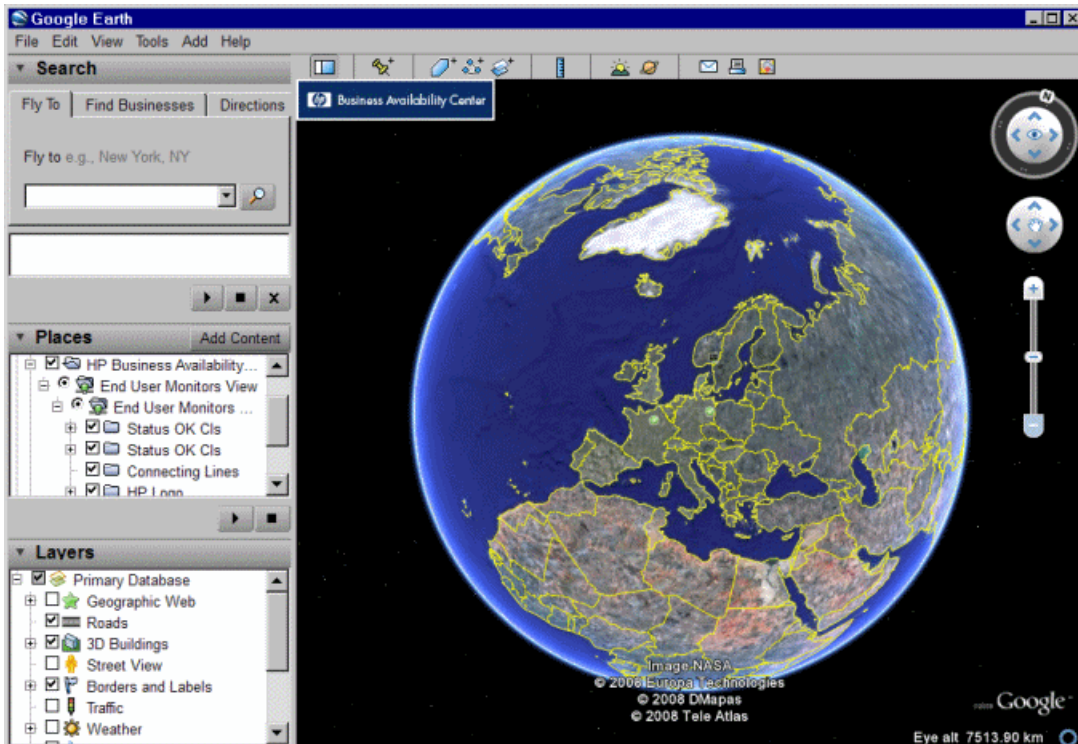 Google Earth
File Edit View Tools Add Help
Search
Fly To Find Businesses Directions
Fly to e.g., New York, NY
Places Add Content
HP Business Availability...
End User Monitors View
End User Monitors ...
Status OK CIs
Status OK CIs
Connecting Lines
HP Logo
Layers
Primary Database
Geographic Web
Roads
3D Buildings
Street View
Borders and Labels
Traffic
Weather
hp Business Availability Center
N
Image NASA
© 2008 Europa Technologies
© 2008 DMapas
© 2008 Tele Atlas
Google™
Eye alt 7513.90 km